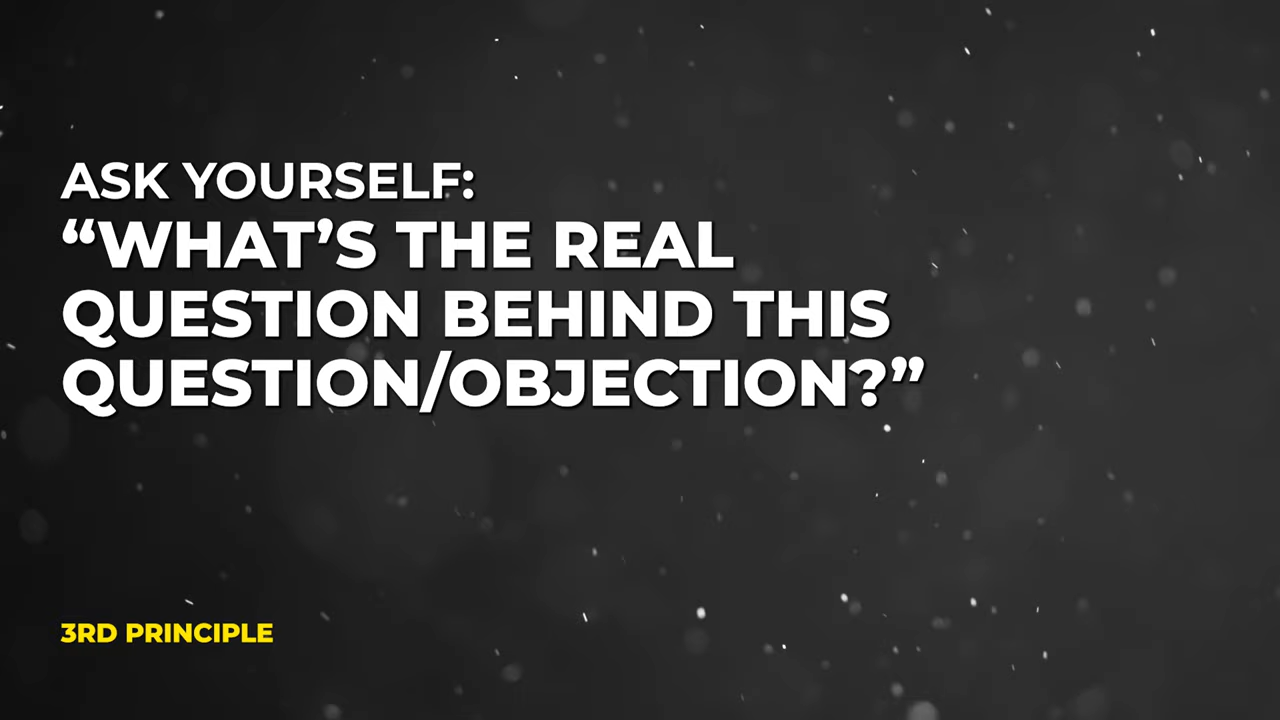 ASK YOURSELF:
“WHAT’S THE REAL
QUESTION BEHIND THIS
QUESTION/OBJECTION?”
3RD PRINCIPLE